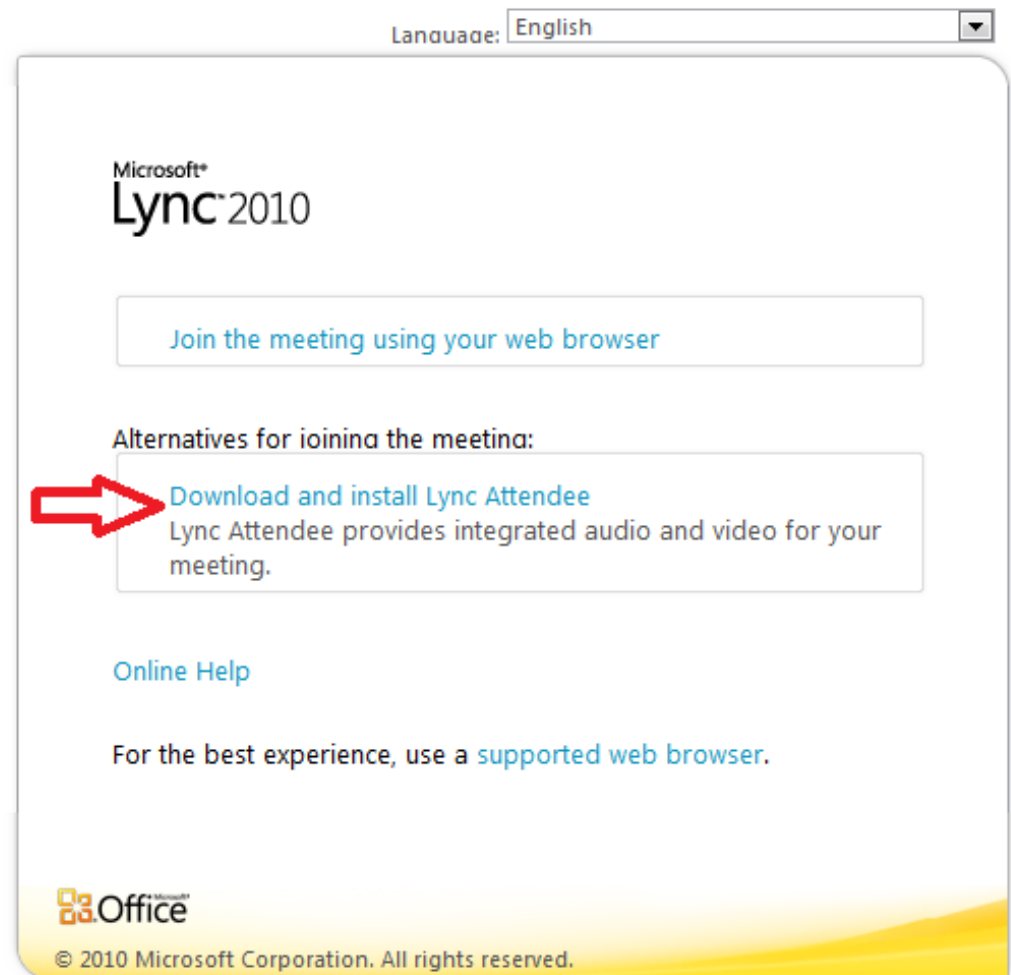 Language: English
Microsoft®
Lync™ 2010
Join the meeting using your web browser
Alternatives for joining the meeting:
Download and install Lync Attendee
Lync Attendee provides integrated audio and video for your
meeting.
Online Help
For the best experience, use a supported web browser.
Microsoft®
Office
© 2010 Microsoft Corporation. All rights reserved.